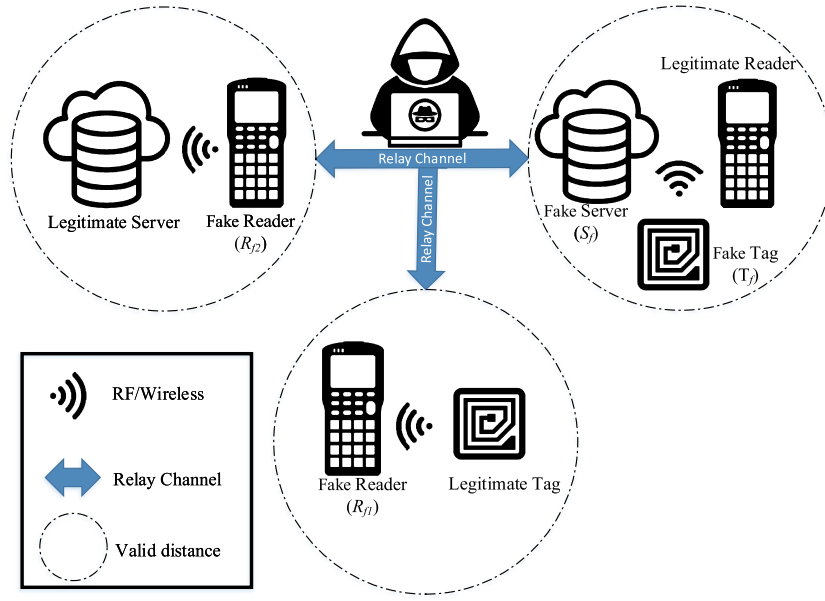 Legitimate Reader
Relay Channel
Relay Channel
Legitimate Server
Fake Reader
(Rf2)
Fake Server
(Sf)
Fake Tag
(Tf)
RF/Wireless
Relay Channel
Valid distance
Fake Reader
(Rf1)
Legitimate Tag